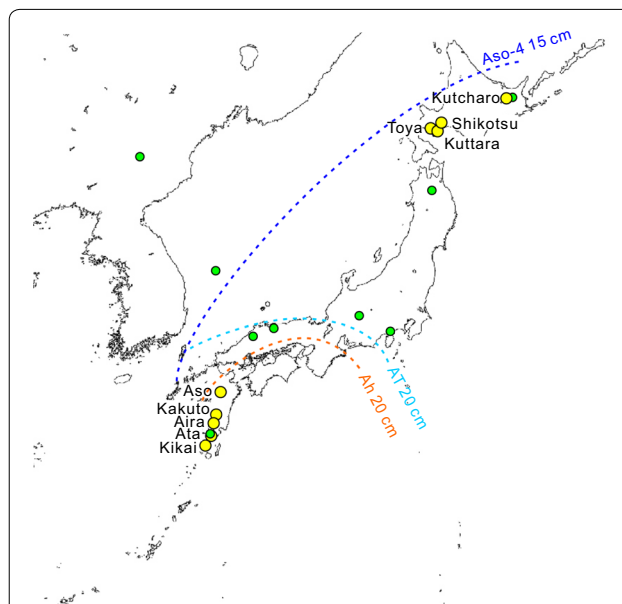 Aso-4 15 cm
Kutcharo
Shikotsu
Toya
Kuttara
Aso
Kakuto
Aira
Ata
Kikai
AT 20 cm
Ah 20 cm